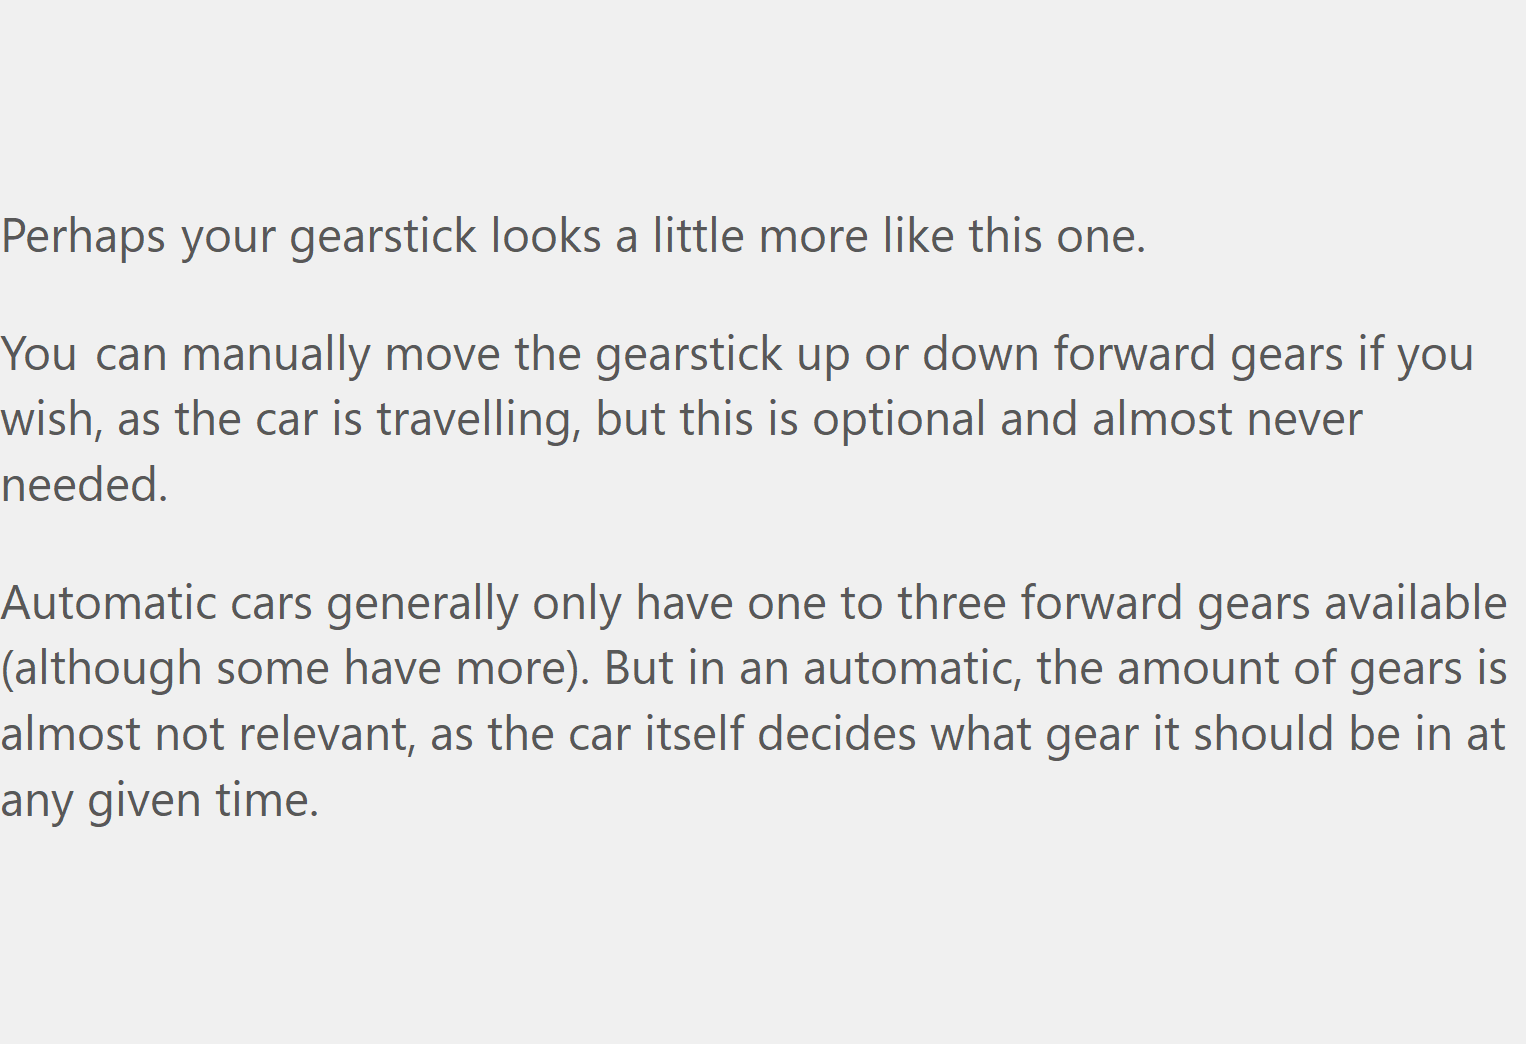 Perhaps your gearstick looks a little more like this one.
You can manually move the gearstick up or down forward gears if you
wish, as the car is travelling, but this is optional and almost never
needed.
Automatic cars generally only have one to three forward gears available
(although some have more). But in an automatic, the amount of gears is
almost not relevant, as the car itself decides what gear it should be in at
any given time.